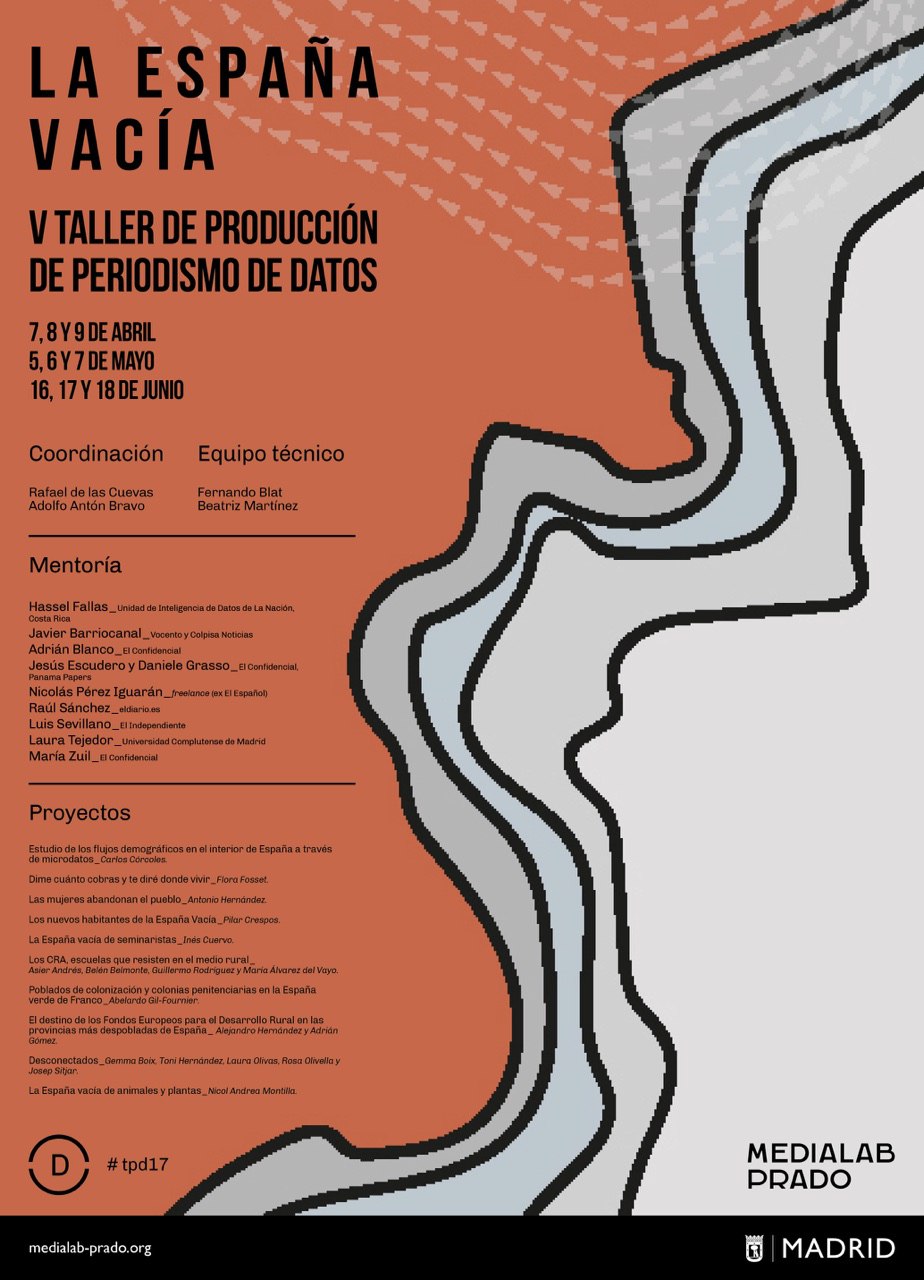 LA ESPAÑA
VACÍA
V TALLER DE PRODUCCIÓN
DE PERIODISMO DE DATOS
7, 8 Y 9 DE ABRIL
5, 6 Y 7 DE MAYO
16, 17 Y 18 DE JUNIO
Coordinación
Rafael de las Cuevas
Adolfo Antón Bravo
Equipo técnico
Fernando Blat
Beatriz Martínez
Mentoría
Hassel Fallas_Unidad de Inteligencia de Datos de La Nación,
Costa Rica
Javier Barriocanal_Vocento y Colpisa Noticias
Adrián Blanco_El Confidencial
Jesús Escudero y Daniele Grasso_El Confidencial,
Panama Papers
Nicolás Pérez Iguarán_freelance (ex El Español)
Raúl Sánchez_eldiario.es
Luis Sevillano_El Independiente
Laura Tejedor_Universidad Complutense de Madrid
María Zuil_El Confidencial
Proyectos
Estudio de los flujos demográficos en el interior de España a través
de microdatos_Carlos Córcoles.
Dime cuánto cobras y te diré donde vivir_Flora Fosset.
Las mujeres abandonan el pueblo_Antonio Hernández.
Los nuevos habitantes de la España Vacía_Pilar Crespos.
La España vacía de seminaristas_Inés Cuervo.
Los CRA, escuelas que resisten en el medio rural_
Asier Andrés, Belén Belmonte, Guillermo Rodríguez y María Álvarez del Vayo.
Poblados de colonización y colonias penitenciarias en la España
verde de Franco_Abelardo Gil-Fournier.
El destino de los Fondos Europeos para el Desarrollo Rural en las
provincias más despobladas de España_ Alejandro Hernández y Adrián
Gómez.
Desconectados_Gemma Boix, Toni Hernández, Laura Olivas, Rosa Olivella y
Josep Sitjar.
La España vacía de animales y plantas_Nicol Andrea Montilla.
D
# tpd17
MEDIALAB
PRADO
medialab-prado.org
MADRID